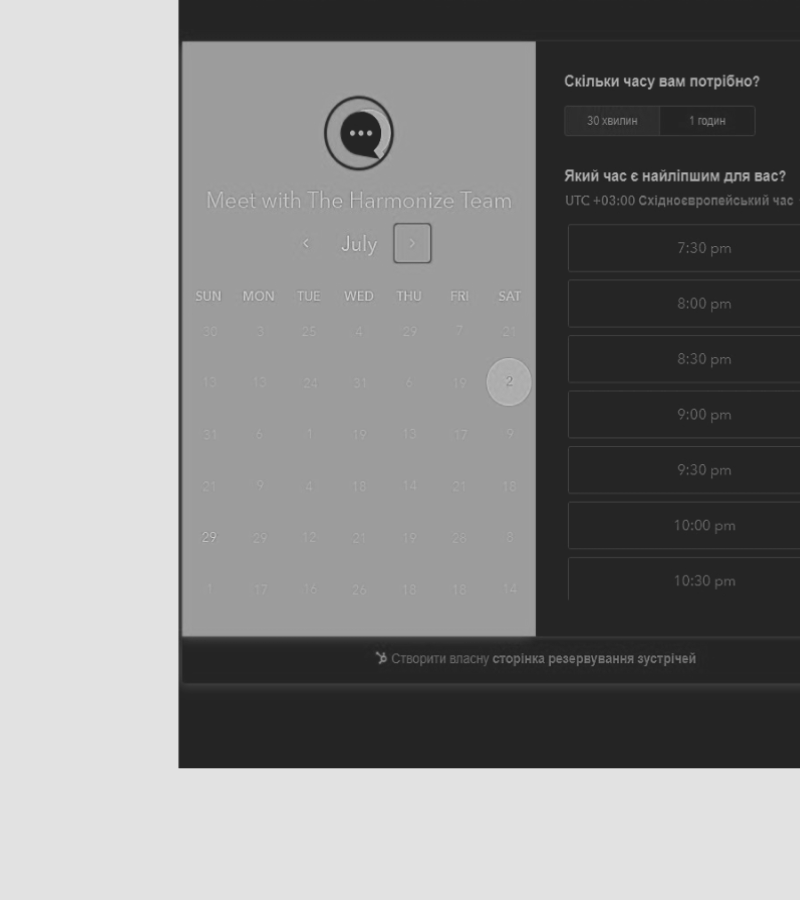 Meet with The Harmonize Team
July
SUN MON TUE WED THU FRI SAT
30 3 25 4 29 7 21
13 13 24 31 6 19 2
31 6 1 19 13 17 9
21 9 4 18 14 21 18
29 29 12 21 19 28 8
1 17 16 26 18 18 14
Скільки часу вам потрібно?
30 хвилин 1 годин
Який час є найліпшим для вас?
UTC +03:00 Східноєвропейський час
7:30 pm
8:00 pm
8:30 pm
9:00 pm
9:30 pm
10:00 pm
10:30 pm
Створити власну сторінка резервування зустрічей